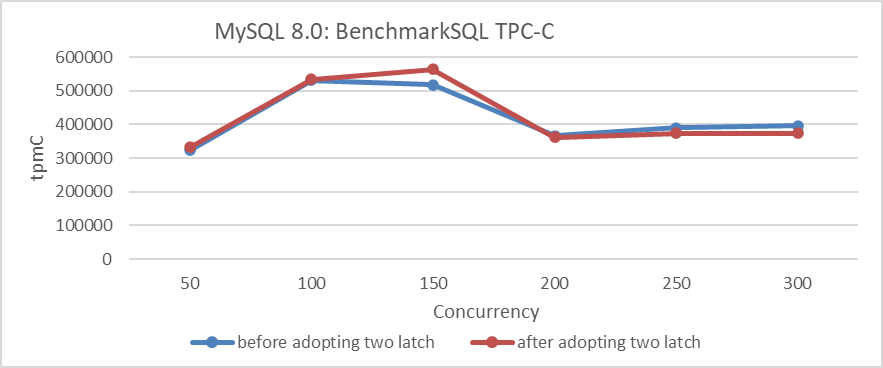 MySQL 8.0: BenchmarkSQL TPC-C
600000
500000
400000
300000
200000
100000
0
tpmC
50 100 150 200 250 300
Concurrency
before adopting two latch after adopting two latch